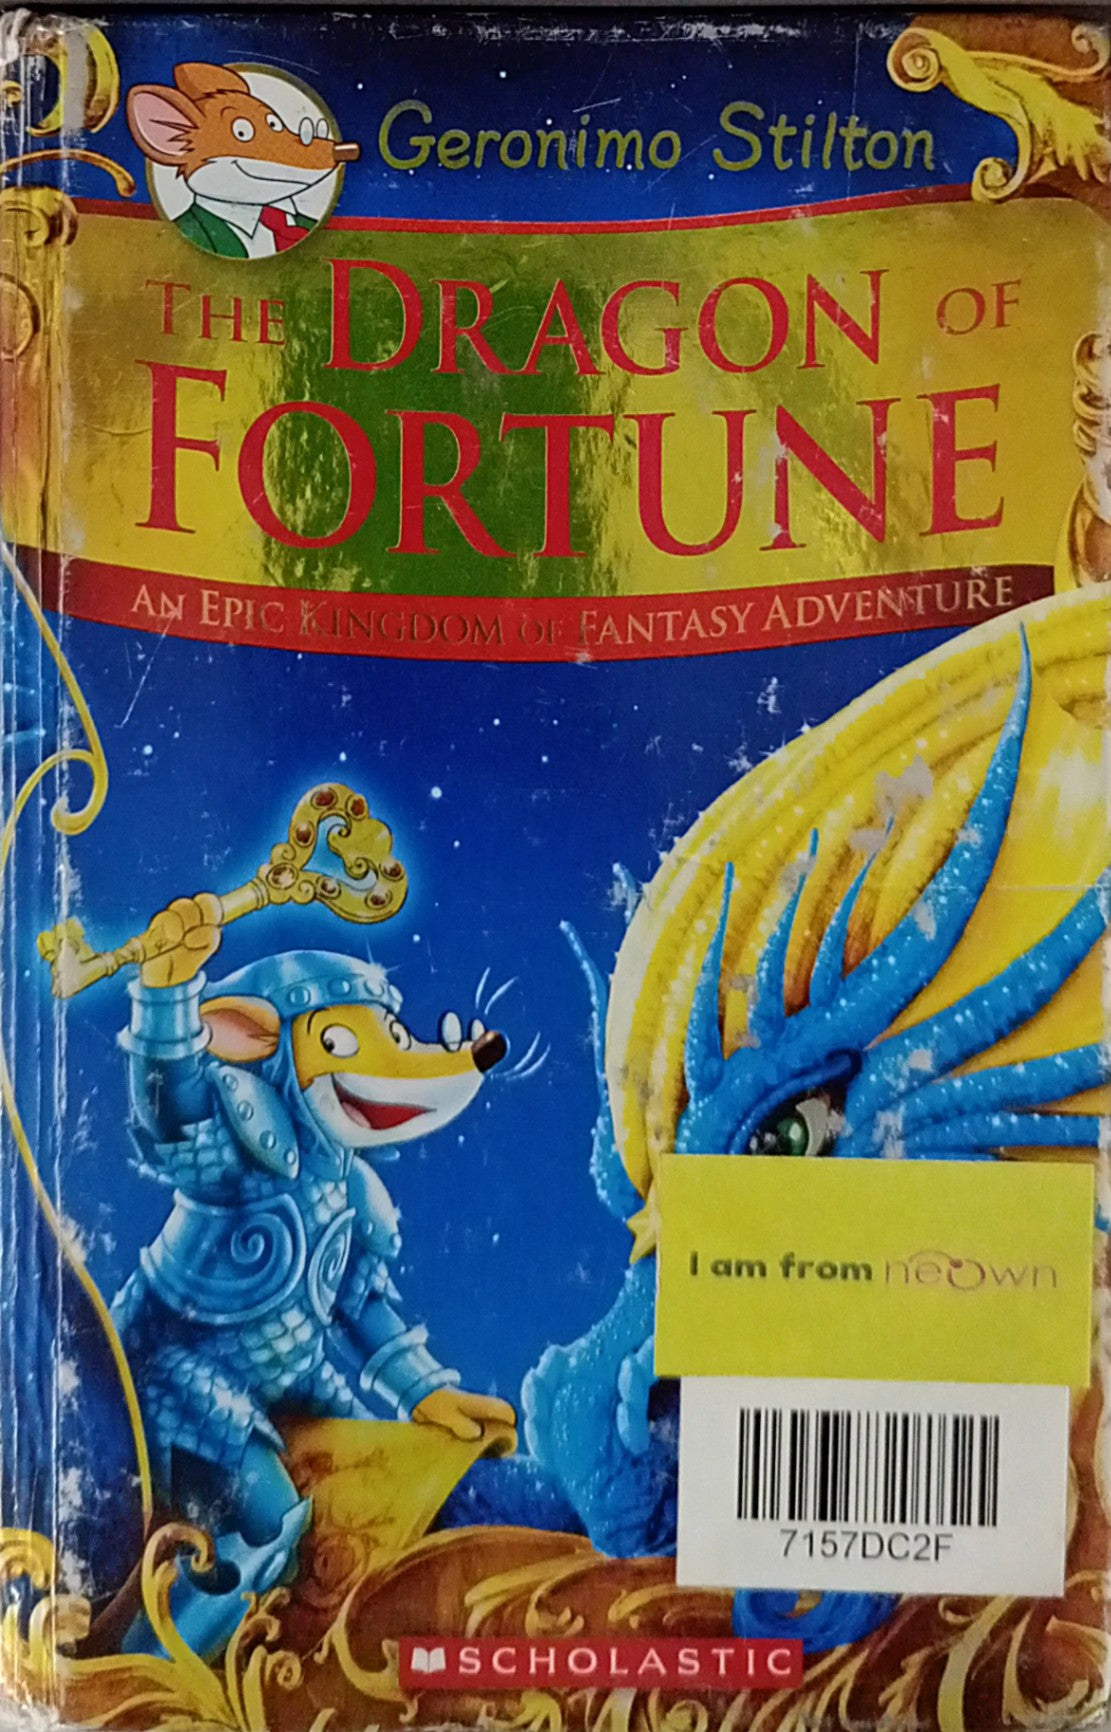 Geronimo Stilton
THE DRAGON OF
FORTUNE
AN EPIC KINGDOM OF FANTASY ADVENTURE
I am from neOwn
7157DC2F
SCHOLASTIC